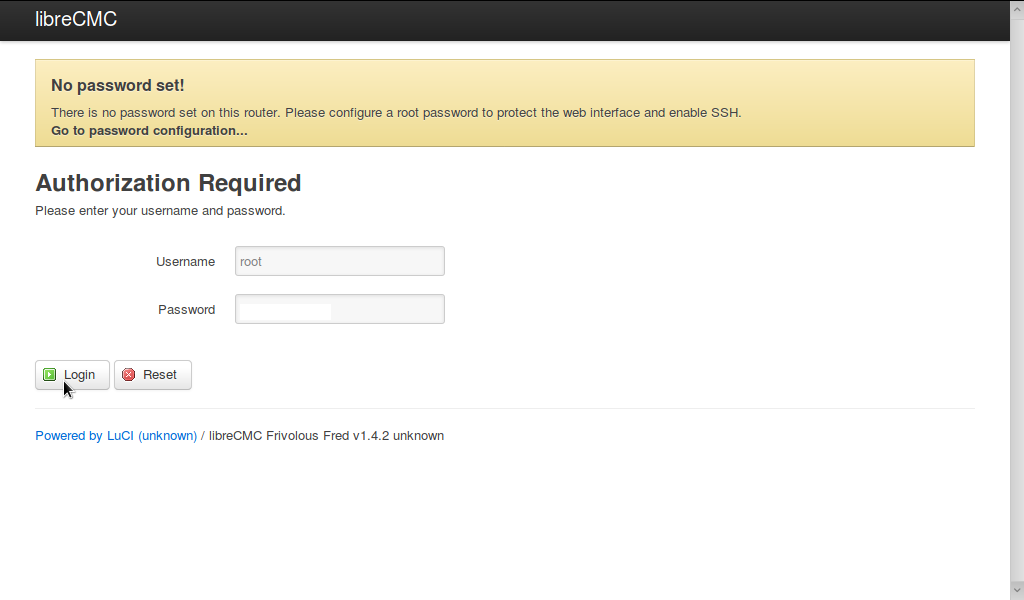 libreCMC
No password set!
There is no password set on this router. Please configure a root password to protect the web interface and enable SSH.
Go to password configuration...
Authorization Required
Please enter your username and password.
Username root
Password
Login Reset
Powered by LuCI (unknown) / libreCMC Frivolous Fred v1.4.2 unknown